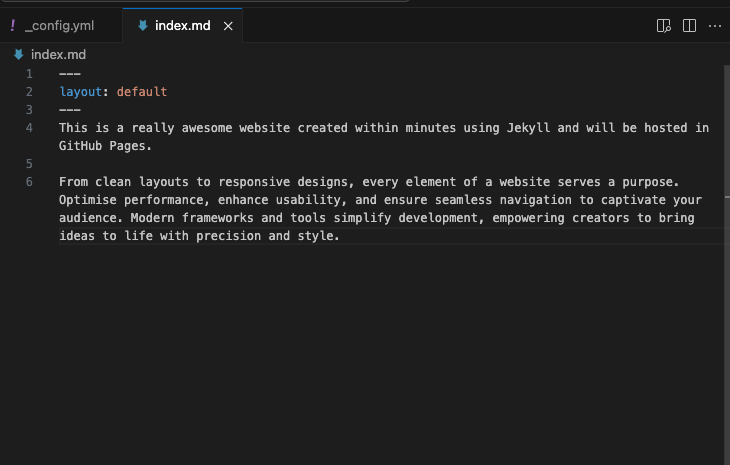 ! _config.yml
index.md ×
index.md
1 ---
2 layout: default
3 ---
4 This is a really awesome website created within minutes using Jekyll and will be hosted in
GitHub Pages.
5
6 From clean layouts to responsive designs, every element of a website serves a purpose.
Optimise performance, enhance usability, and ensure seamless navigation to captivate your
audience. Modern frameworks and tools simplify development, empowering creators to bring
ideas to life with precision and style.